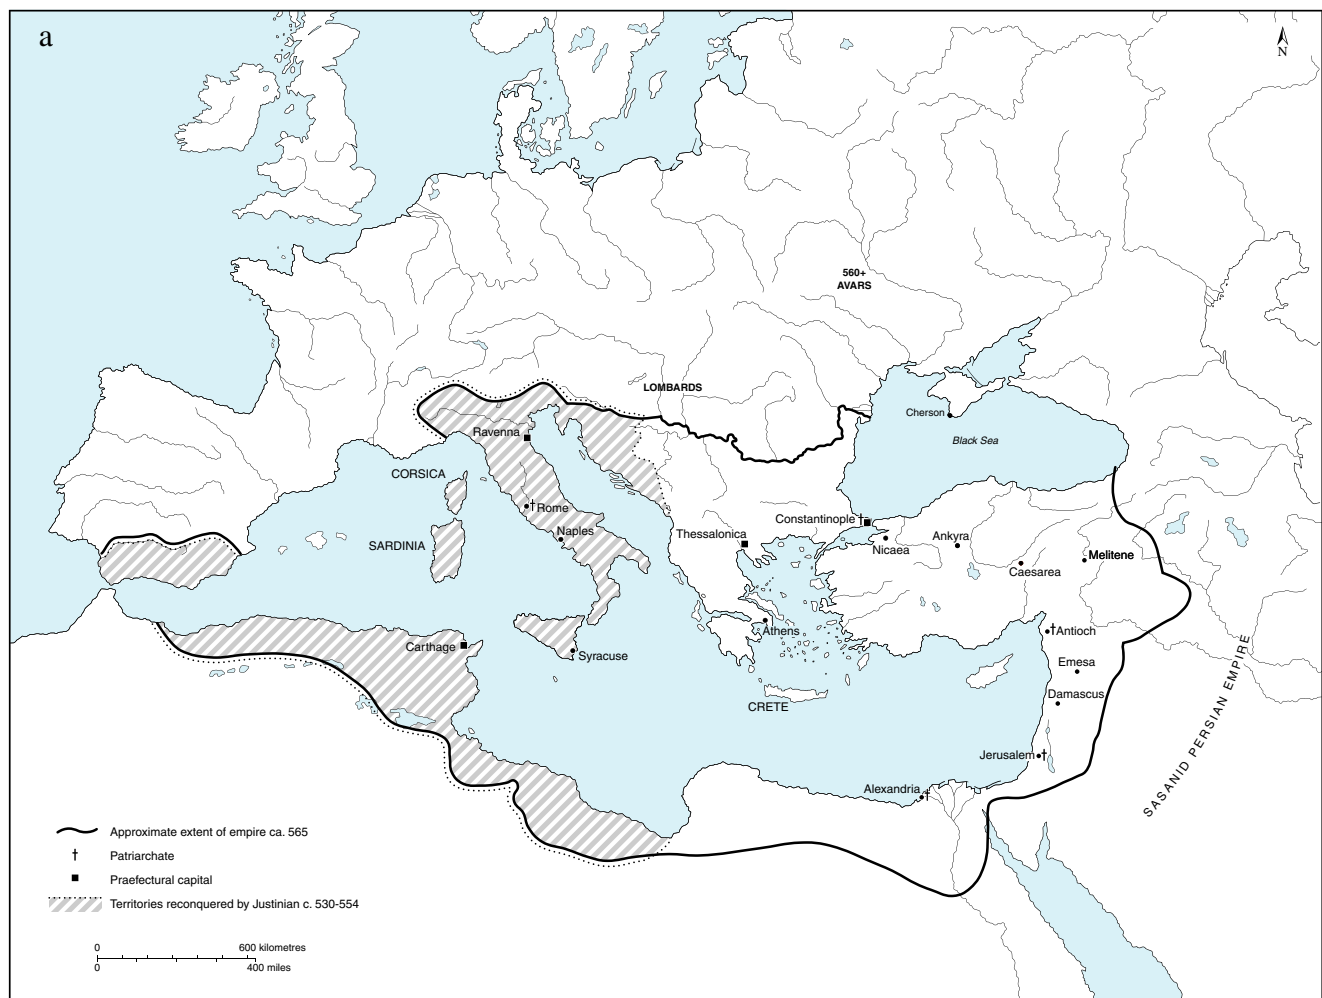 a
N
560+
AVARS
LOMBARDS
Cherson
Black Sea
Ravenna
CORSICA
Rome
Constantinople
Naples
Thessalonica
SARDINIA
Nicaea
Ankyra
Melitene
Caesarea
Athens
Antioch
Carthage
Syracuse
Emesa
Damascus
CRETE
SASANID PERSIAN EMPIRE
Jerusalem
Alexandria
Approximate extent of empire ca. 565
Patriarchate
Praefectural capital
Territories reconquered by Justinian c. 530-554
0 600 kilometres
0 400 miles